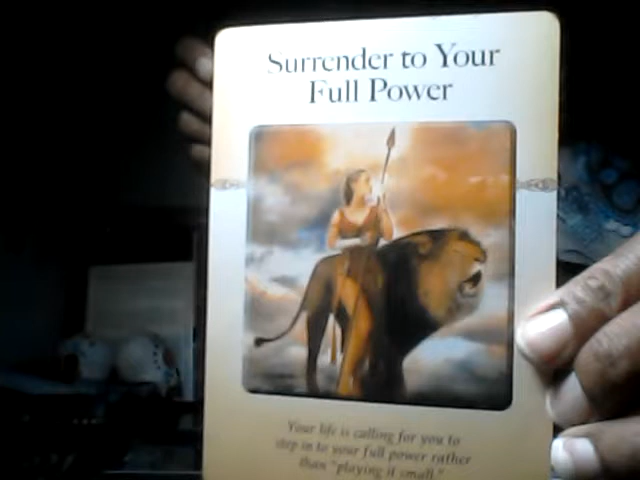 Surrender to Your
Full Power
Your life is calling for you to
step in to your full power rather
than "playing it small."